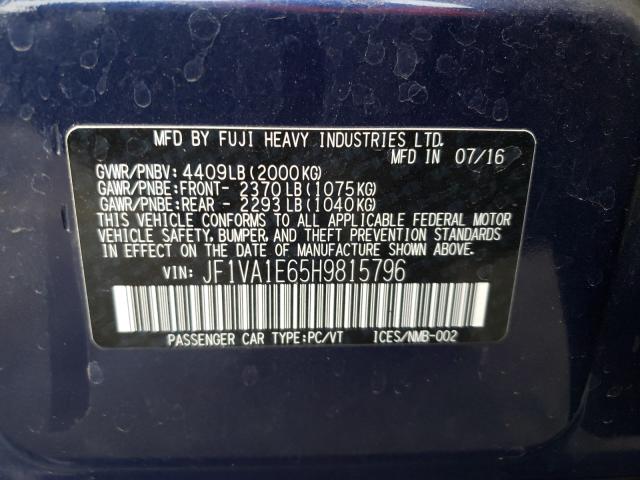 MFD BY FUJI HEAVY INDUSTRIES LTD.
MFD IN 07/16
GVWR/PNBV: 4409LB(2000KG)
GAWR/PNBE:FRONT- 2370LB(1075KG)
GAWR/PNBE:REAR - 2293LB(1040KG)
THIS VEHICLE CONFORMS TO ALL APPLICABLE FEDERAL MOTOR
VEHICLE SAFETY, BUMPER, AND THEFT PREVENTION STANDARDS
IN EFFECT ON THE DATE OF MANUFACTURE SHOWN ABOVE.
VIN: JF1VA1E65H9815796
PASSENGER CAR TYPE:PC/VT ICES/NMB-002